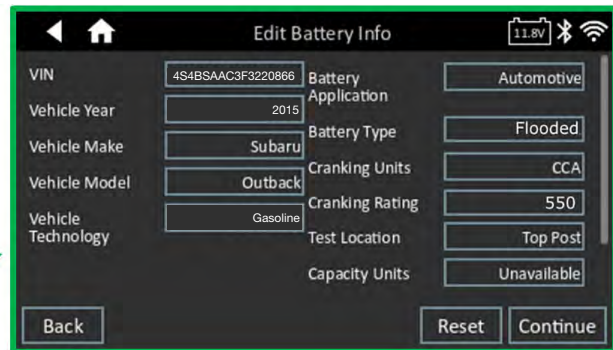 Edit Battery Info 11.8V
VIN 4S4BSAAC3F3220866
Vehicle Year 2015
Vehicle Make Subaru
Vehicle Model Outback
Vehicle Technology Gasoline
Battery Application Automotive
Battery Type Flooded
Cranking Units CCA
Cranking Rating 550
Test Location Top Post
Capacity Units Unavailable
Back Reset Continue